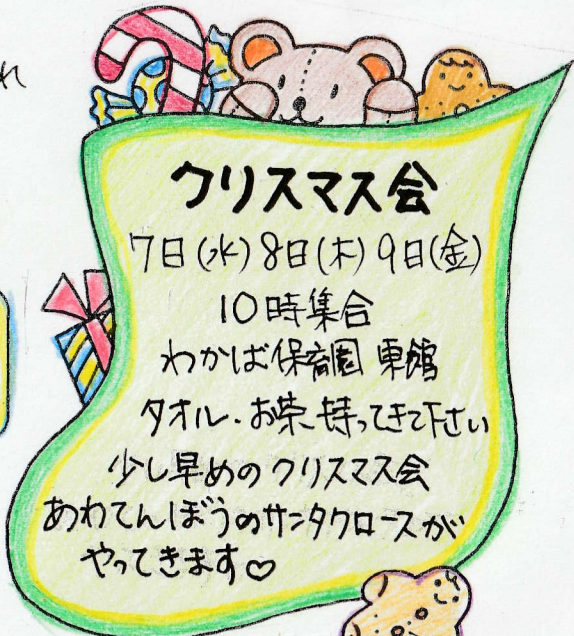 れ
クリスマス会
7日(水)8日(木)9日(金)
10時集合
わかば保育園 東館
タオル・お茶、持ってきて下さい
少し早めのクリスマス会
あわてんぼうのサンタクロースが
やってきます♡